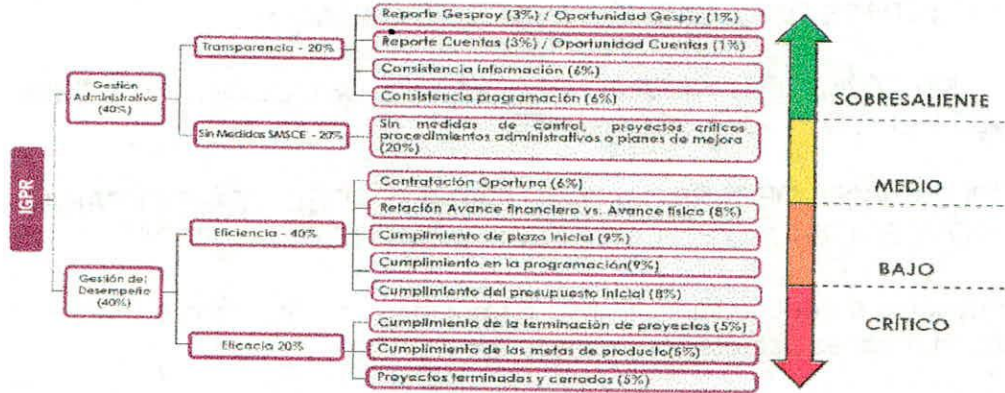 IGPR
Gestión Administrativa (40%)
Transparencia - 20%
Reporte Gesproy (3%) / Oportunidad Gespry (1%)
Reporte Cuentas (3%) / Oportunidad Cuentas (1%)
Consistencia información (6%)
Consistencia programación (6%)
Sin Medidas SMSCE - 20%
Sin medidas de control, proyectos críticos
procedimientos administrativos o planes de mejora
(20%)
Gestión del Desempeño (40%)
Eficiencia - 40%
Contratación Oportuna (6%)
Relación Avance financiero vs. Avance físico (8%)
Cumplimiento de plazo inicial (9%)
Cumplimiento en la programación(9%)
Cumplimiento del presupuesto inicial (8%)
Eficacia 20%
Cumplimiento de la terminación de proyectos (5%)
Cumplimiento de las metas de producto(5%)
Proyectos terminados y cerrados (5%)
SOBRESALIENTE
MEDIO
BAJO
CRÍTICO